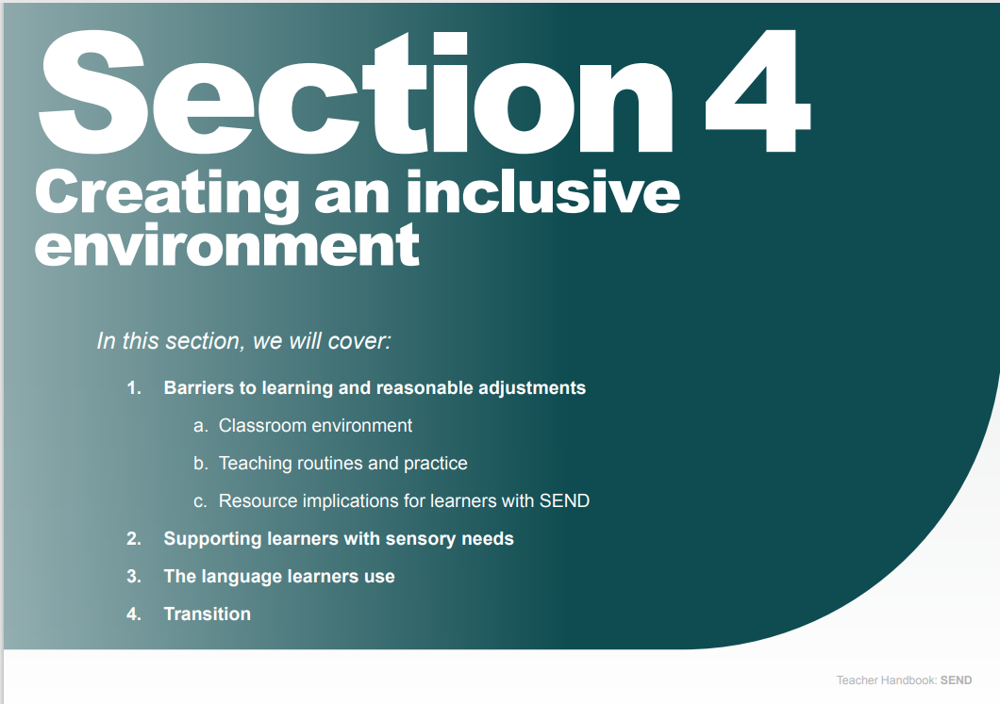 Section 4
Creating an inclusive
environment
In this section, we will cover:
1. Barriers to learning and reasonable adjustments
a. Classroom environment
b. Teaching routines and practice
c. Resource implications for learners with SEND
2. Supporting learners with sensory needs
3. The language learners use
4. Transition
Teacher Handbook: SEND